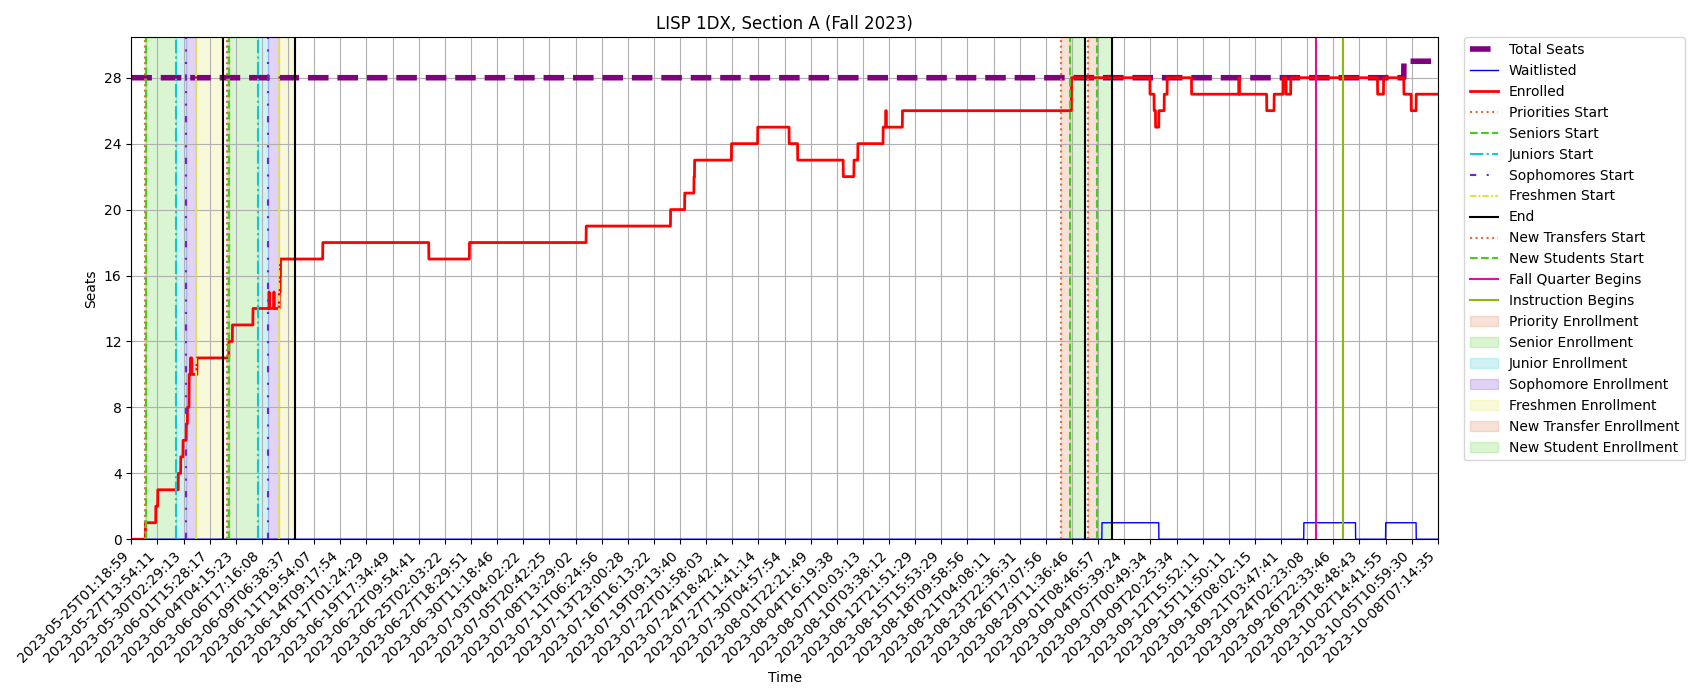 LISP 1DX, Section A (Fall 2023)
Seats
28
24
20
16
12
8
4
0
2023-05-25T01:18:59
2023-05-27T13:54:11
2023-05-30T02:29:13
2023-06-01T15:28:17
2023-06-04T04:15:23
2023-06-06T17:16:08
2023-06-09T06:38:37
2023-06-11T19:54:07
2023-06-14T09:17:54
2023-06-17T01:24:29
2023-06-19T17:34:49
2023-06-22T09:54:41
2023-06-25T02:03:22
2023-06-27T18:29:51
2023-06-30T11:18:46
2023-07-03T04:02:22
2023-07-05T20:42:25
2023-07-08T13:29:02
2023-07-11T06:24:56
2023-07-13T23:00:28
2023-07-16T16:13:22
2023-07-19T09:13:40
2023-07-22T01:58:03
2023-07-24T18:42:41
2023-07-27T11:41:14
2023-07-30T04:57:54
2023-08-01T22:21:49
2023-08-04T16:19:38
2023-08-07T10:03:13
2023-08-10T03:38:12
2023-08-12T21:51:29
2023-08-15T15:53:29
2023-08-18T09:58:56
2023-08-21T04:08:11
2023-08-23T22:36:31
2023-08-26T17:07:56
2023-08-29T11:36:46
2023-09-01T08:46:57
2023-09-04T05:39:24
2023-09-07T00:49:34
2023-09-09T20:25:34
2023-09-12T15:52:11
2023-09-15T11:50:11
2023-09-18T08:02:15
2023-09-21T03:47:41
2023-09-24T02:23:08
2023-09-26T22:33:46
2023-09-29T18:48:43
2023-10-02T14:41:55
2023-10-05T10:59:30
2023-10-08T07:14:35
Time
Total Seats
Waitlisted
Enrolled
Priorities Start
Seniors Start
Juniors Start
Sophomores Start
Freshmen Start
End
New Transfers Start
New Students Start
Fall Quarter Begins
Instruction Begins
Priority Enrollment
Senior Enrollment
Junior Enrollment
Sophomore Enrollment
Freshmen Enrollment
New Transfer Enrollment
New Student Enrollment